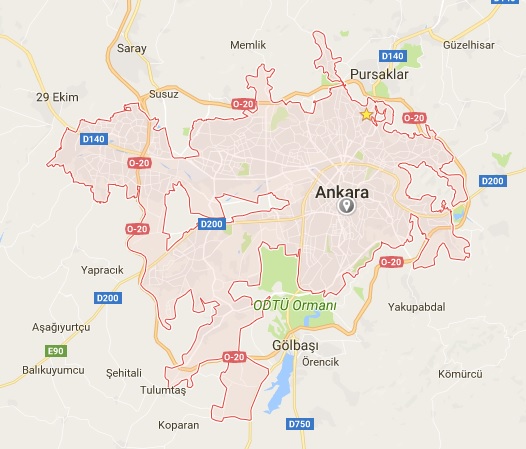 D140
Saray
Memlik
Güzelhisar
D140
Pursaklar
29 Ekim
Susuz
O-20
O-20
D140
O-20
D200
Ankara
D200
O-20
O-20
Yapracık
D200
ODTÜ Ormanı
Yakupabdal
Aşağıyurtçu
E90
Gölbaşı
O-20
Örencik
Balıkuyumcu
Şehitali
Kömürcü
Tulumtaş
Koparan
D750